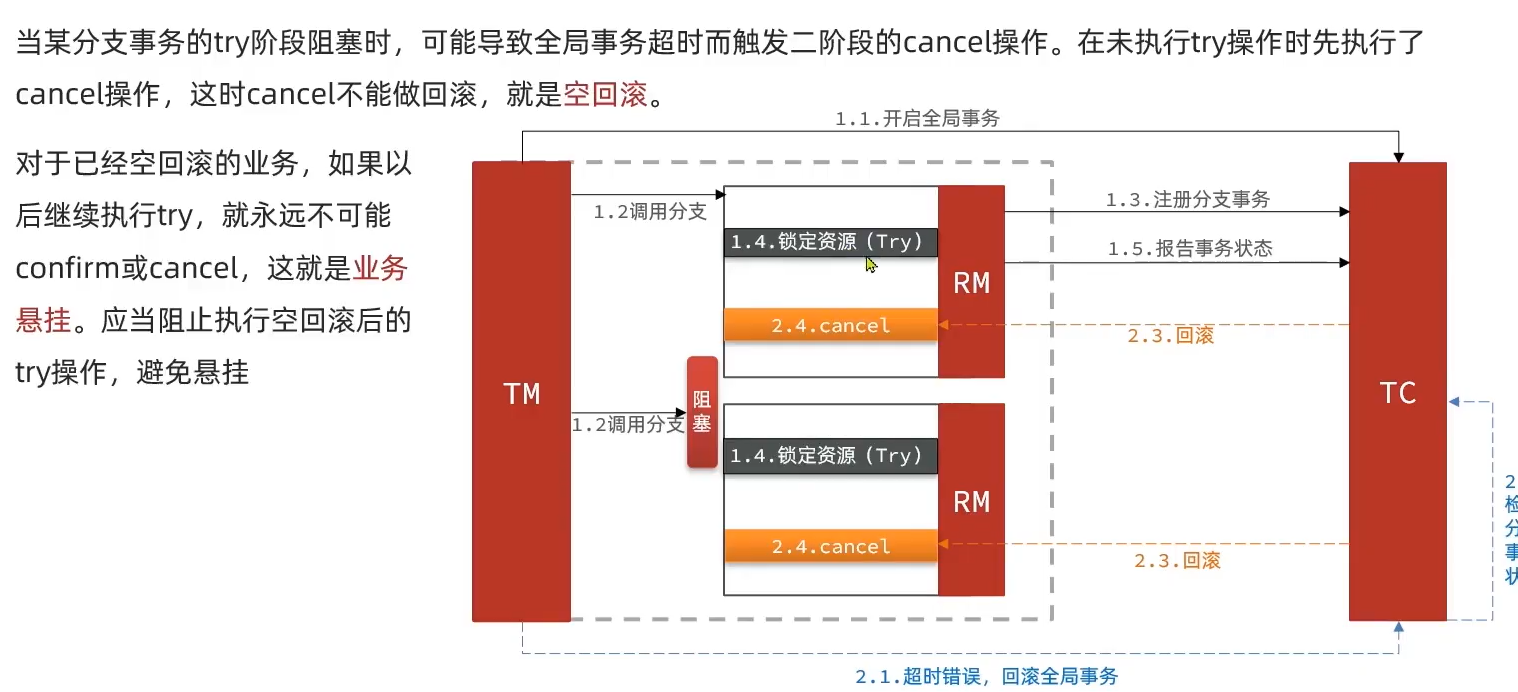 当某分支事务的try阶段阻塞时，可能导致全局事务超时而触发二阶段的cancel操作。在未执行try操作时先执行了
cancel操作，这时cancel不能做回滚，就是空回滚。
对于已经空回滚的业务，如果以
后继续执行try，就永远不可能
confirm或cancel，这就是业务
悬挂。应当阻止执行空回滚后的
try操作，避免悬挂
1.1.开启全局事务
TM
1.2调用分支
1.4.锁定资源（Try）
2.4.cancel
RM
1.3.注册分支事务
1.5.报告事务状态
2.3.回滚
阻
塞
1.2调用分支
1.4.锁定资源（Try）
2.4.cancel
RM
2.3.回滚
TC
2
检
分
事
状
2.1.超时错误，回滚全局事务